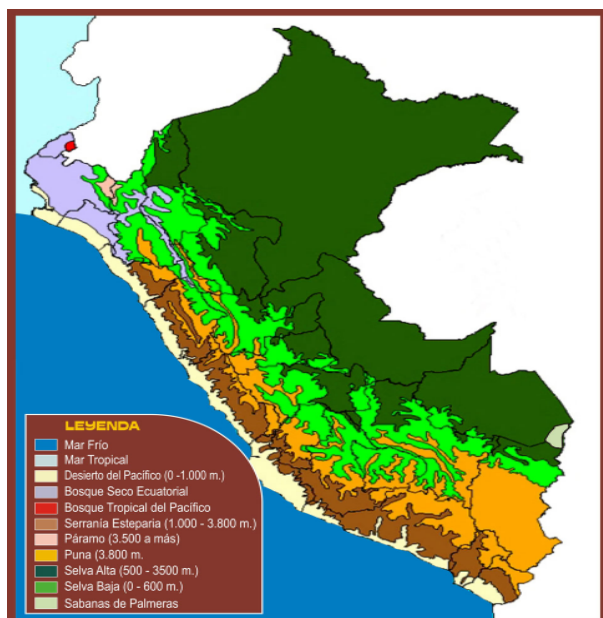 LEYENDA
Mar Frío
Mar Tropical
Desierto del Pacífico (0 -1.000 m.)
Bosque Seco Ecuatorial
Bosque Tropical del Pacífico
Serranía Esteparia (1.000 - 3.800 m.)
Páramo (3.500 a más)
Puna (3.800 m.
Selva Alta (500 - 3500 m.)
Selva Baja (0 - 600 m.)
Sabanas de Palmeras